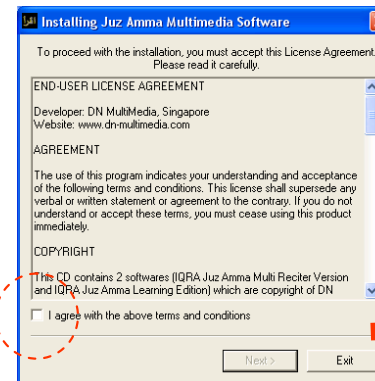 Installing Juz Amma Multimedia Software
To proceed with the installation, you must accept this License Agreement.
Please read it carefully.
END-USER LICENSE AGREEMENT
Developer: DN MultiMedia, Singapore
Website: www.dn-multimedia.com
AGREEMENT
The use of this program indicates your understanding and acceptance
of the following terms and conditions. This license shall supersede any
verbal or written statement or agreement to the contrary. If you do not
understand or accept these terms, you must cease using this product
immediately.
COPYRIGHT
This CD contains 2 softwares (IQRA Juz Amma Multi Reciter Version
and IQRA Juz Amma Learning Edition) which are copyright of DN
I agree with the above terms and conditions
Next >
Exit